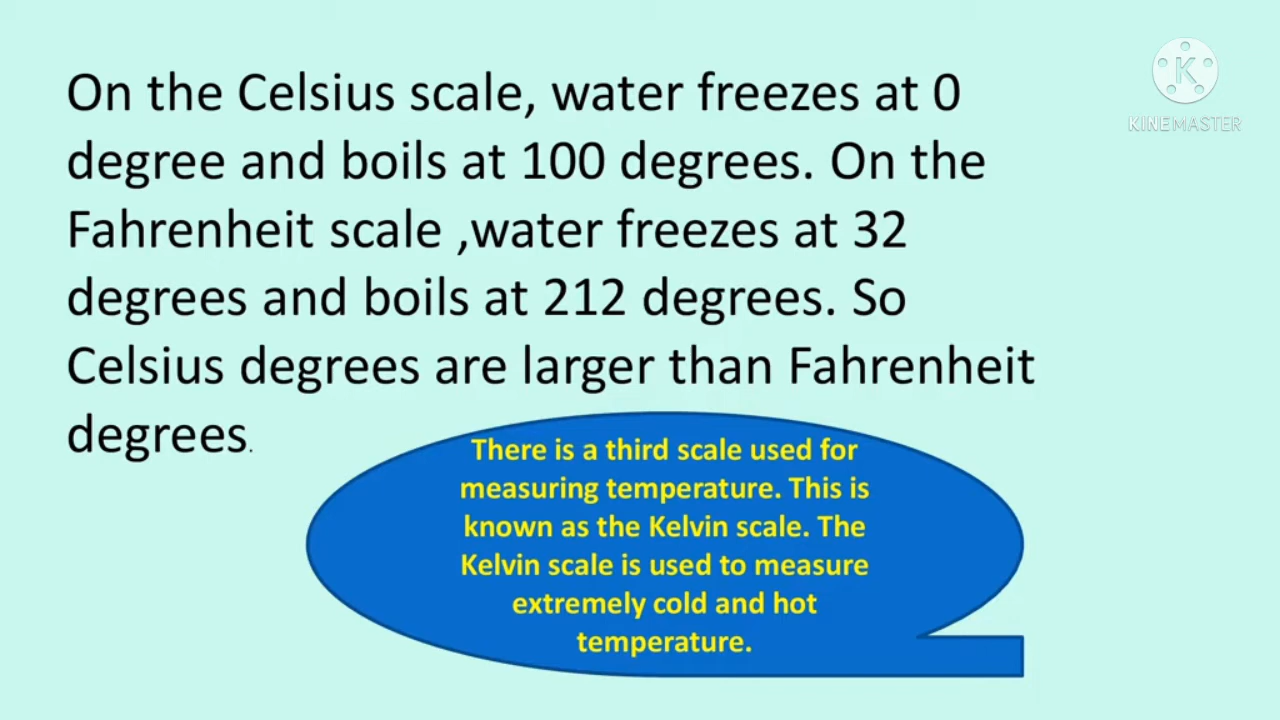 On the Celsius scale, water freezes at 0
degree and boils at 100 degrees. On the
Fahrenheit scale ,water freezes at 32
degrees and boils at 212 degrees. So
Celsius degrees are larger than Fahrenheit
degrees.
There is a third scale used for
measuring temperature. This is
known as the Kelvin scale. The
Kelvin scale is used to measure
extremely cold and hot
temperature.
K
KINEMASTER